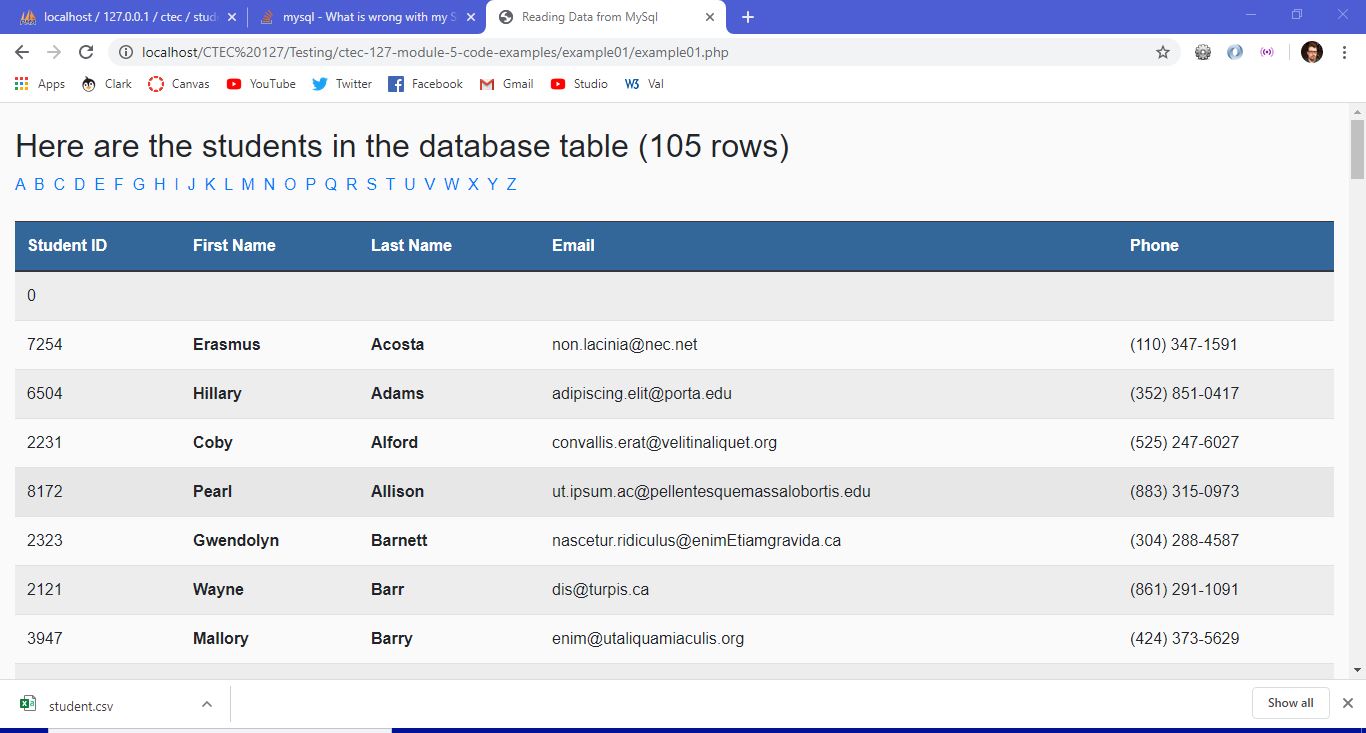 localhost / 127.0.0.1 / ctec / stud
mysql - What is wrong with my S
Reading Data from MySql
localhost/CTEC%20127/Testing/ctec-127-module-5-code-examples/example01/example01.php
Apps Clark Canvas YouTube Twitter Facebook Gmail Studio W3 Val
Here are the students in the database table (105 rows)
A B C D E F G H I J K L M N O P Q R S T U V W X Y Z
Student ID First Name Last Name Email Phone
0
7254 Erasmus Acosta non.lacinia@nec.net (110) 347-1591
6504 Hillary Adams adipiscing.elit@porta.edu (352) 851-0417
2231 Coby Alford convallis.erat@velitinaliquet.org (525) 247-6027
8172 Pearl Allison ut.ipsum.ac@pellentesquemassalobortis.edu (883) 315-0973
2323 Gwendolyn Barnett nascetur.ridiculus@enimEtiamgravida.ca (304) 288-4587
2121 Wayne Barr dis@turpis.ca (861) 291-1091
3947 Mallory Barry enim@utaliquamiaculis.org (424) 373-5629
student.csv Show all